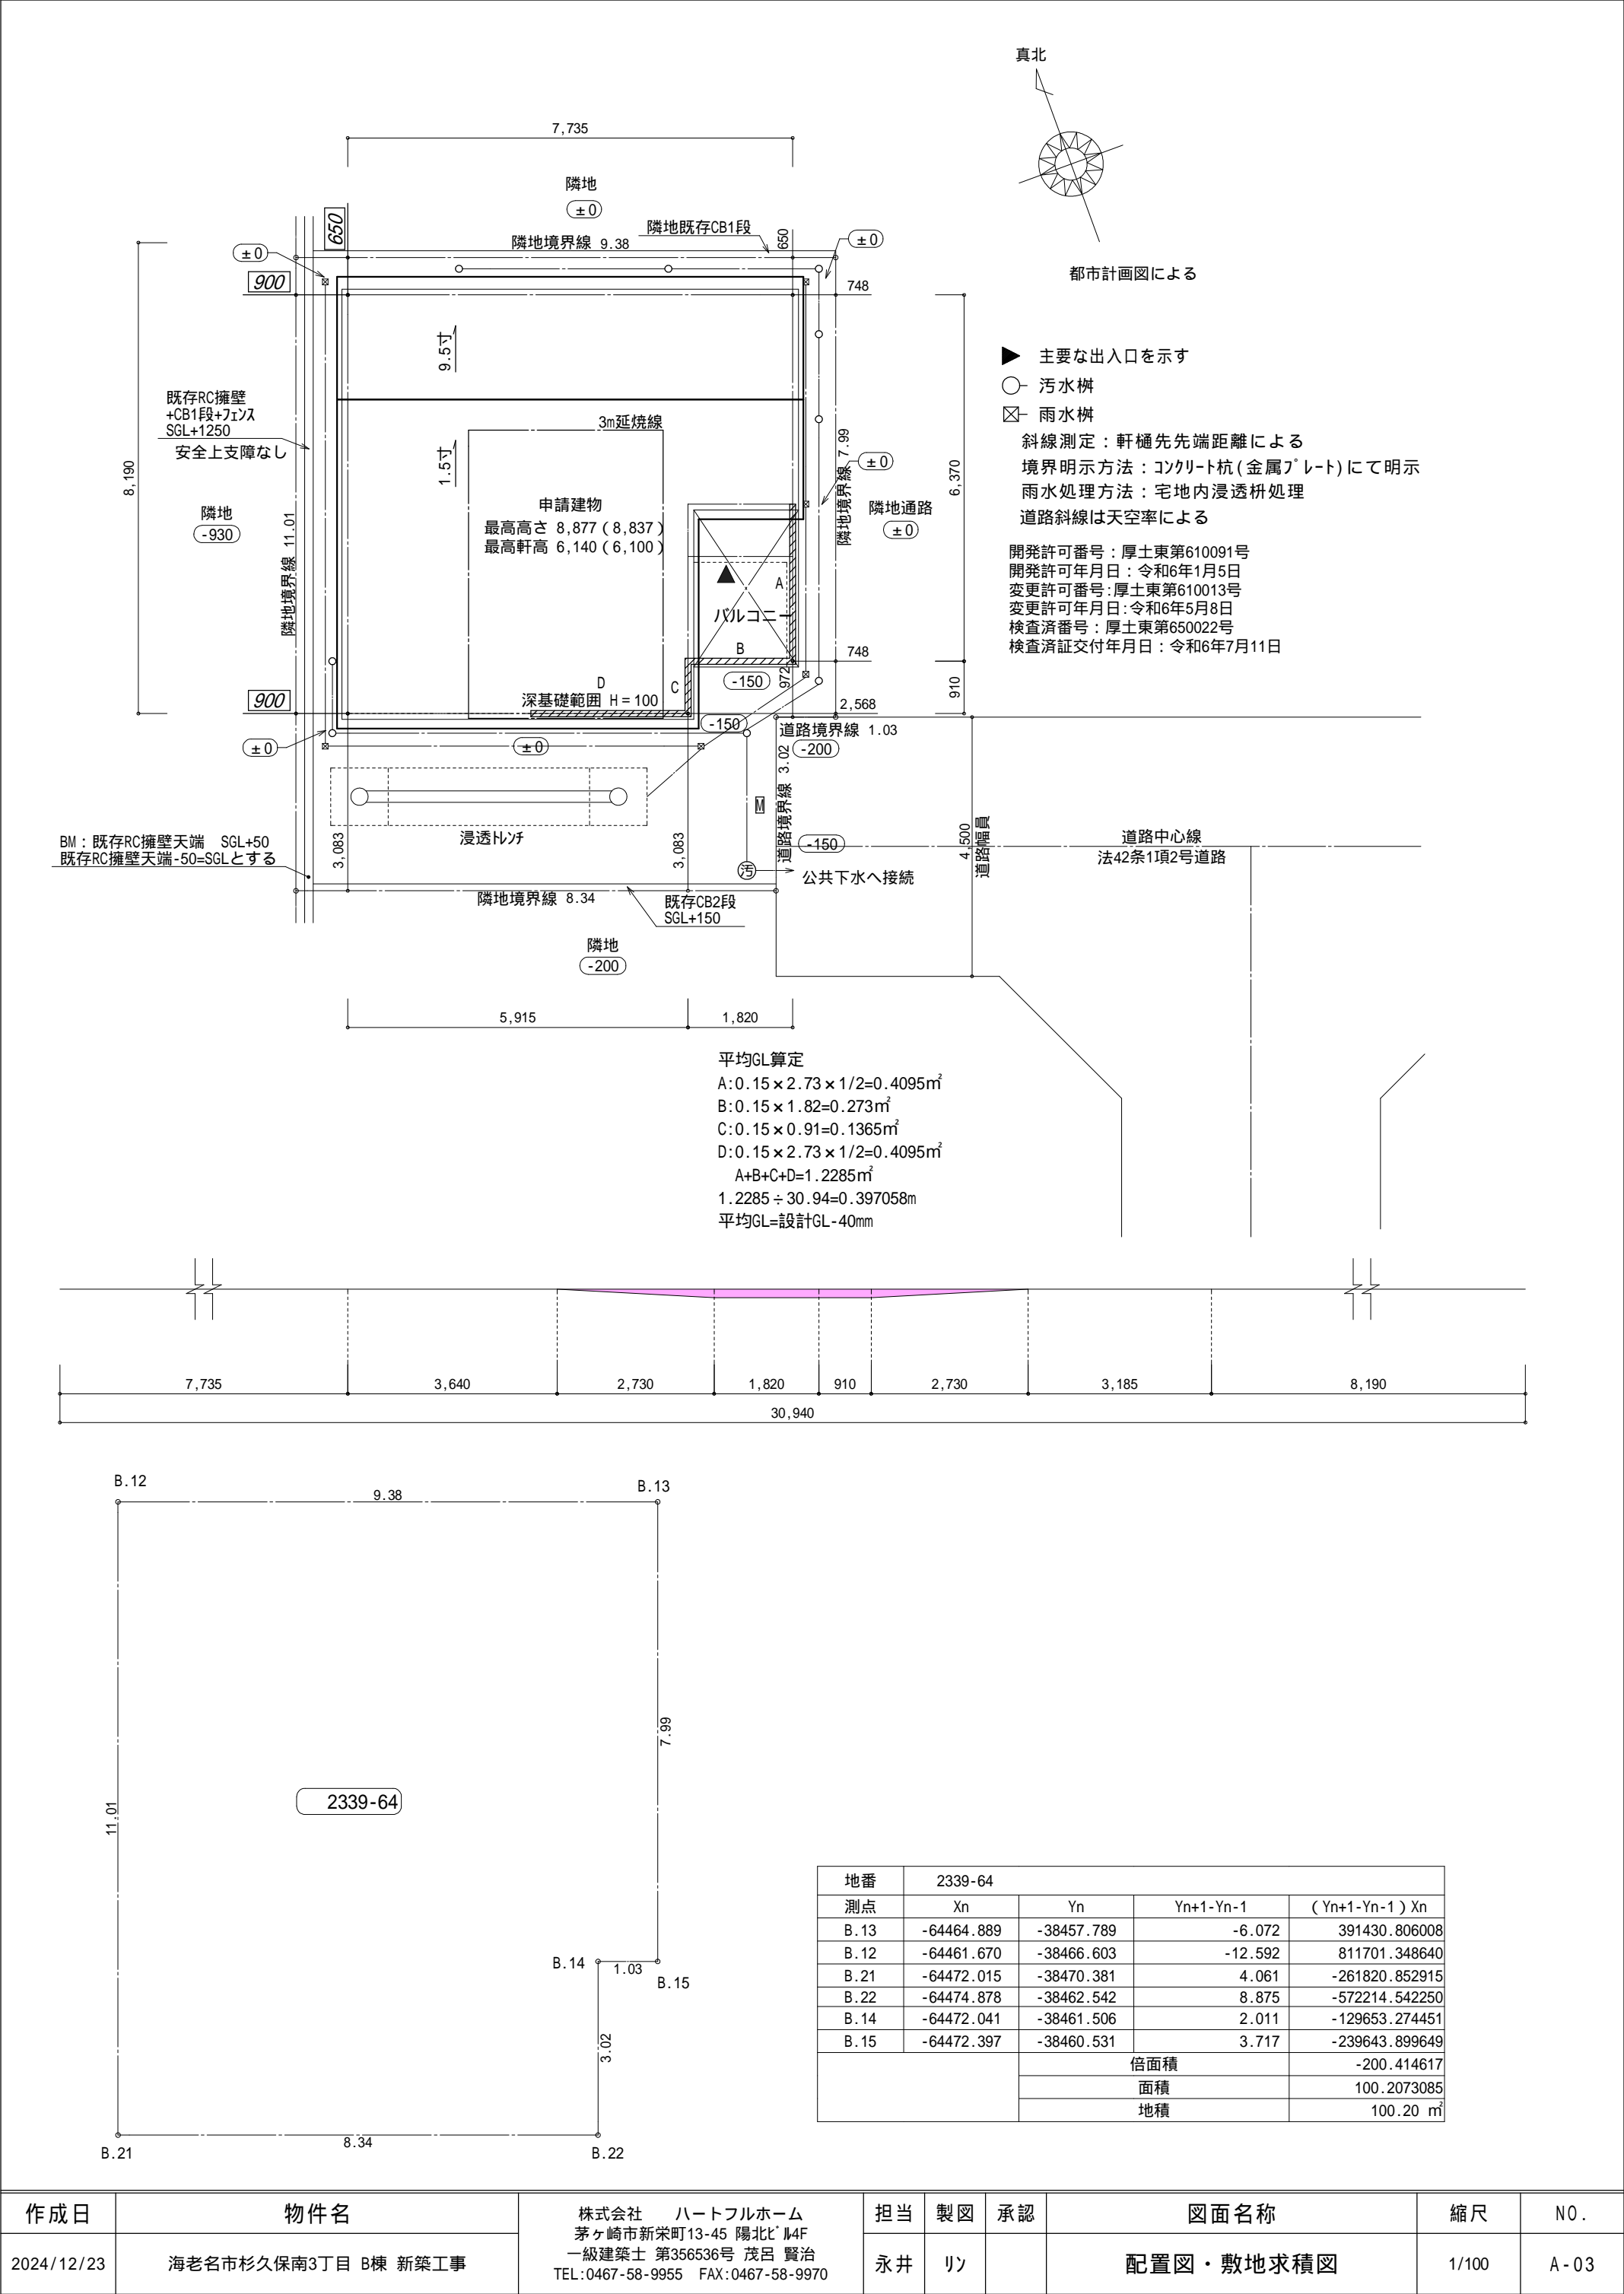 真北
都市計画図による
7,735
隣地
±0
隣地既存CB1段
隣地境界線 9.38
650
650
±0
±0
900
748
9.5寸
既存RC擁壁
+CB1段+フェンス
SGL+1250
安全上支障なし
8,190
隣地
-930
隣地境界線 11.01
3m延焼線
1.5寸
申請建物
最高高さ 8,877(8,837)
最高軒高 6,140(6,100)
隣地境界線 7.99
±0
隣地通路
±0
6,370
A
バルコニー
B
748
-150
972
C
D
深基礎範囲 H=100
900
910
2,568
-150
道路境界線 1.03
-200
±0
±0
道路境界線 3.02
M
浸透トレンチ
BM:既存RC擁壁天端 SGL+50
既存RC擁壁天端-50=SGLとする
3,083
3,083
-150
汚
公共下水へ接続
4,500
道路幅員
道路中心線
法42条1項2号道路
隣地境界線 8.34
既存CB2段
SGL+150
隣地
-200
5,915
1,820
▶ 主要な出入口を示す
汚水桝
雨水桝
斜線測定:軒樋先先端距離による
境界明示方法:コンクリート杭(金属プレート)にて明示
雨水処理方法:宅地内浸透枡処理
道路斜線は天空率による
開発許可番号:厚土東第610091号
開発許可年月日:令和6年1月5日
変更許可番号:厚土東第610013号
変更許可年月日:令和6年5月8日
検査済番号:厚土東第650022号
検査済証交付年月日:令和6年7月11日
平均GL算定
A:0.15×2.73×1/2=0.4095㎡
B:0.15×1.82=0.273㎡
C:0.15×0.91=0.1365㎡
D:0.15×2.73×1/2=0.4095㎡
A+B+C+D=1.2285㎡
1.2285÷30.94=0.397058m
平均GL=設計GL-40mm
7,735 3,640 2,730 1,820 910 2,730 3,185 8,190
30,940
B.12
9.38
B.13
7.99
2339-64
11.01
B.14
1.03
B.15
3.02
8.34
B.21
B.22
地番 2339-64
測点 Xn Yn Yn+1-Yn-1 (Yn+1-Yn-1)Xn
B.13 -64464.889 -38457.789 -6.072 391430.806008
B.12 -64461.670 -38466.603 -12.592 811701.348640
B.21 -64472.015 -38470.381 4.061 -261820.852915
B.22 -64474.878 -38462.542 8.875 -572214.542250
B.14 -64472.041 -38461.506 2.011 -129653.274451
B.15 -64472.397 -38460.531 3.717 -239643.899649
倍面積 -200.414617
面積 100.2073085
地積 100.20 ㎡
作成日 物件名 担当 製図 承認 図面名称 縮尺 NO.
株式会社 ハートフルホーム
茅ヶ崎市新栄町13-45 陽北ビル4F
一級建築士 第356536号 茂呂 賢治
TEL:0467-58-9955 FAX:0467-58-9970
2024/12/23 海老名市杉久保南3丁目 B棟 新築工事 永井 リン 配置図・敷地求積図 1/100 A-03